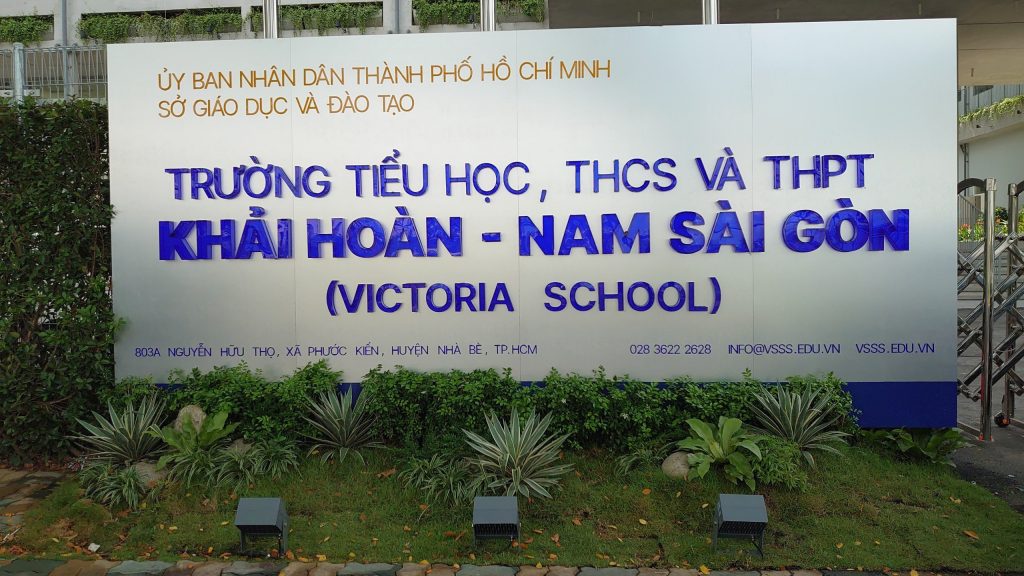 ỦY BAN NHÂN DÂN THÀNH PHỐ HỒ CHÍ MINH
SỞ GIÁO DỤC VÀ ĐÀO TẠO
TRƯỜNG TIỂU HỌC, THCS VÀ THPT
KHẢI HOÀN - NAM SÀI GÒN
(VICTORIA SCHOOL)
803A NGUYỄN HỮU THỌ, XÃ PHƯỚC KIỂN, HUYỆN NHÀ BÈ, TP.HCM 028 3622 2628 INFO@VSSS.EDU.VN VSSS.EDU.VN